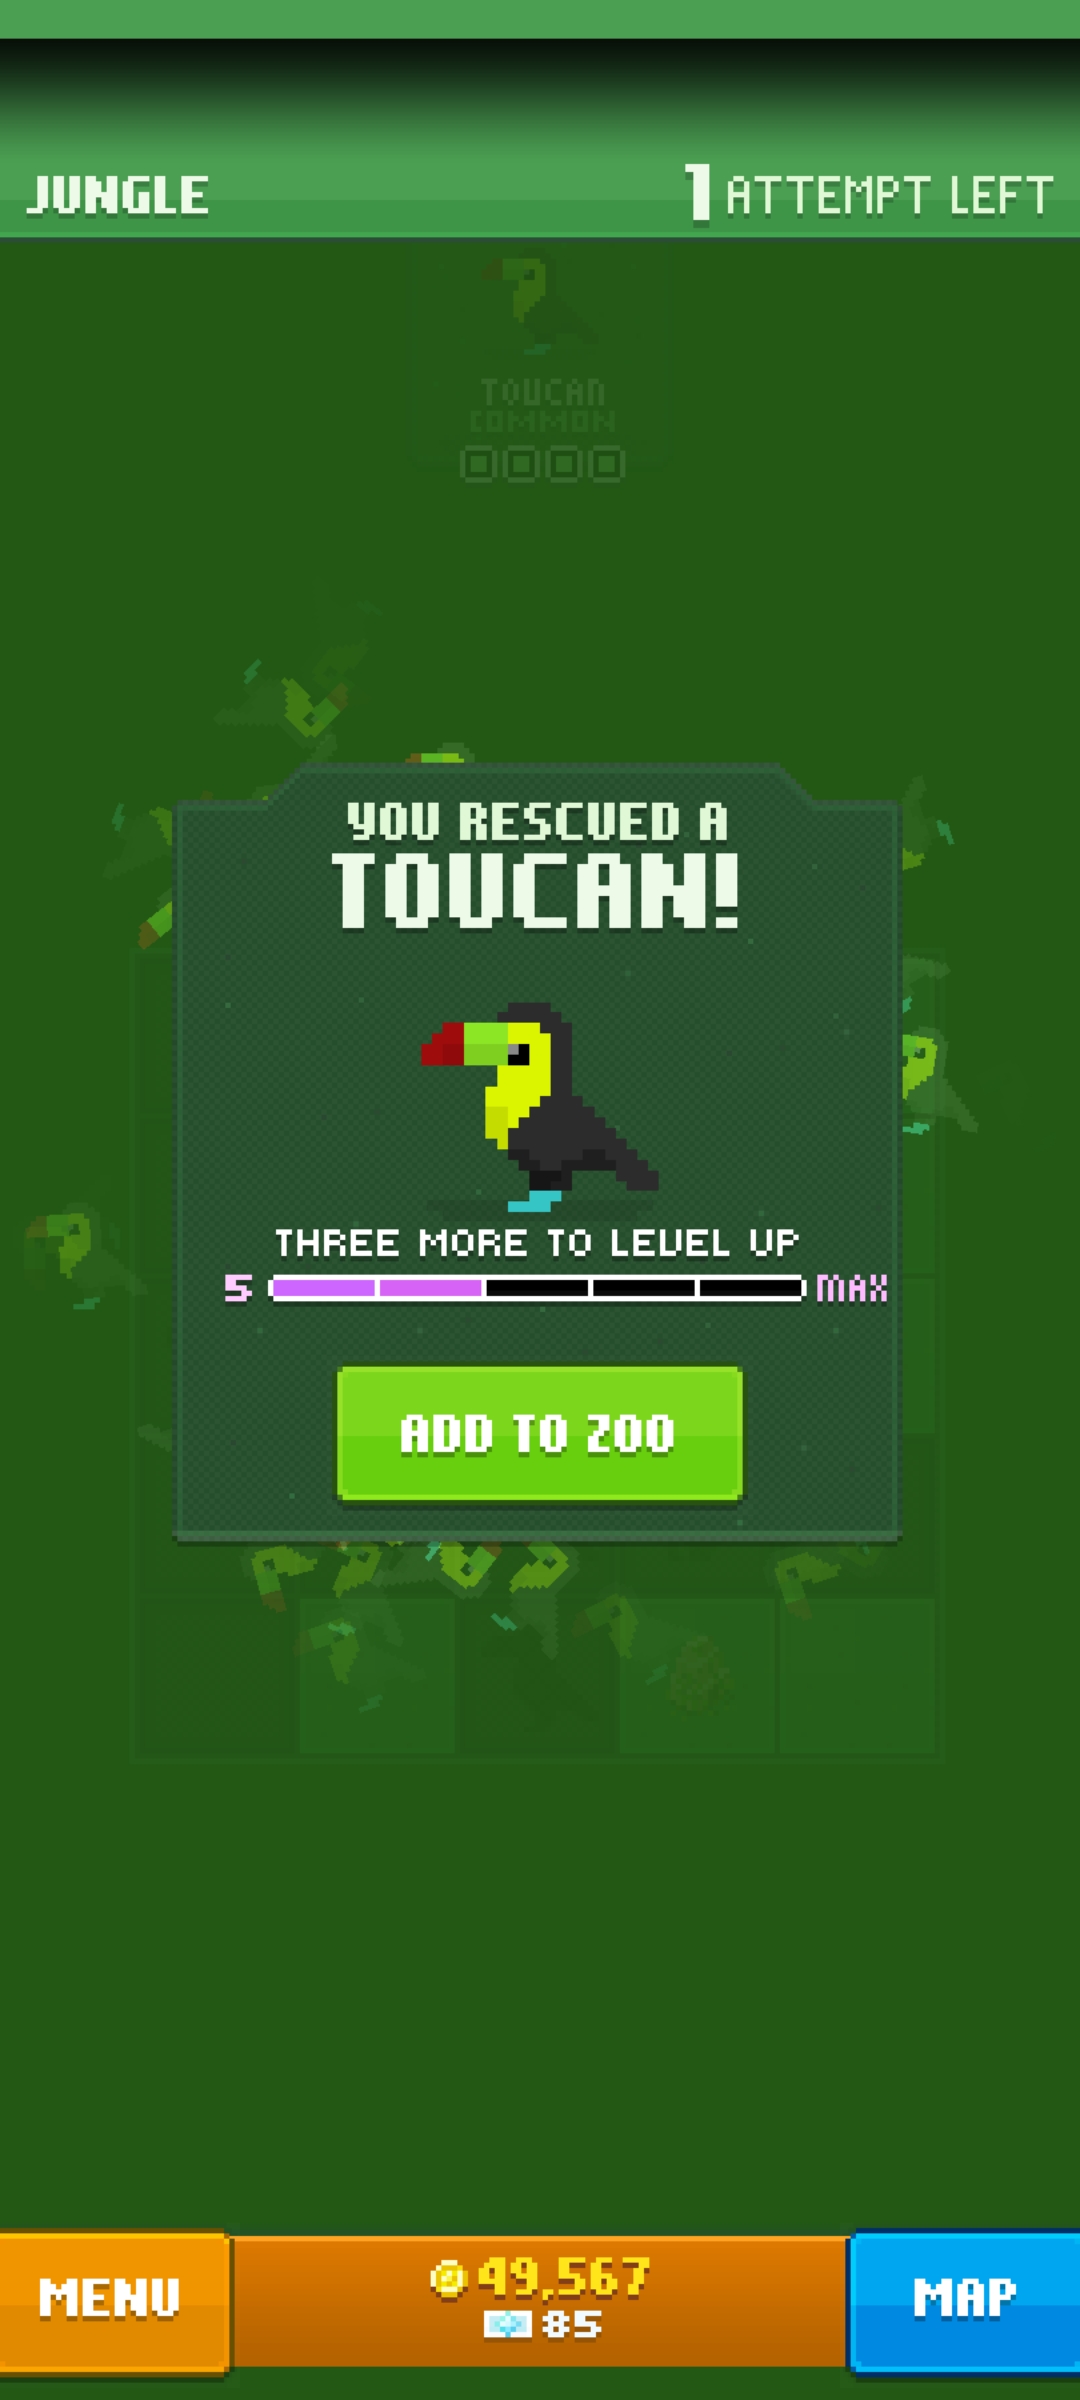 JUNGLE
1 ATTEMPT LEFT
TOUCAN
COMMON
YOU RESCUED A
TOUCAN!
THREE MORE TO LEVEL UP
5 MAX
ADD TO ZOO
MENU
49,567
85
MAP